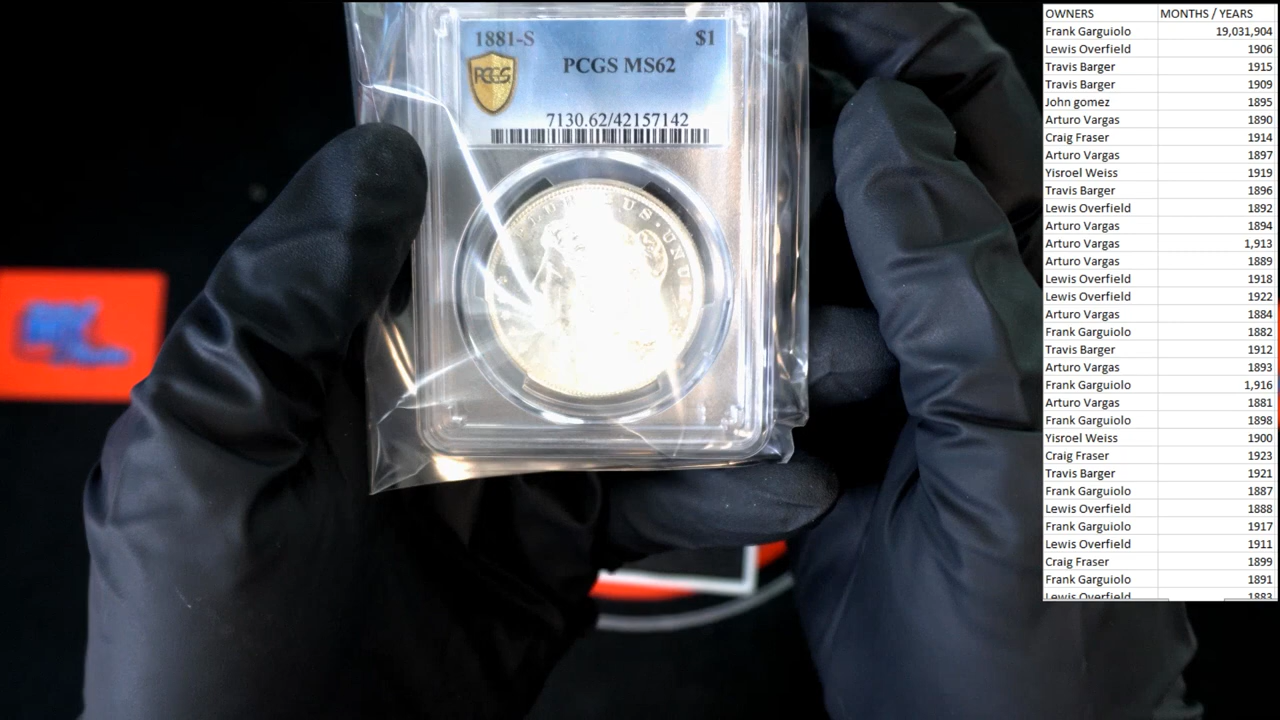 1881-S $1
PCGS MS62
PCGS
7130.62/42157142
OWNERS MONTHS / YEARS
Frank Garguiolo 19,031,904
Lewis Overfield 1906
Travis Barger 1915
Travis Barger 1909
John gomez 1895
Arturo Vargas 1890
Craig Fraser 1914
Arturo Vargas 1897
Yisroel Weiss 1919
Travis Barger 1896
Lewis Overfield 1892
Arturo Vargas 1894
Arturo Vargas 1,913
Arturo Vargas 1889
Lewis Overfield 1918
Lewis Overfield 1922
Arturo Vargas 1884
Frank Garguiolo 1882
Travis Barger 1912
Arturo Vargas 1893
Frank Garguiolo 1,916
Arturo Vargas 1881
Frank Garguiolo 1898
Yisroel Weiss 1900
Craig Fraser 1923
Travis Barger 1921
Frank Garguiolo 1887
Lewis Overfield 1888
Frank Garguiolo 1917
Lewis Overfield 1911
Craig Fraser 1899
Frank Garguiolo 1891
Lewis Overfield 1883